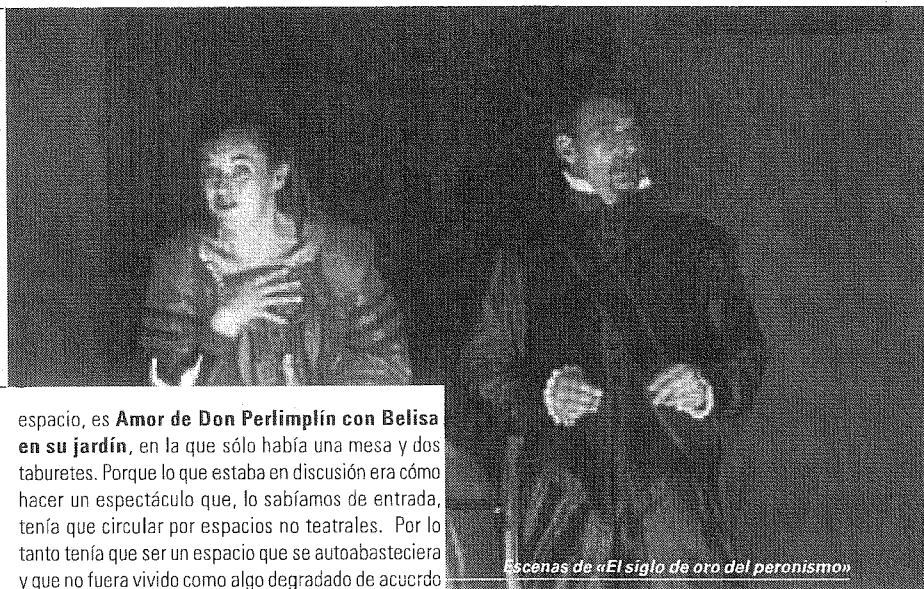 espacio, es Amor de Don Perlimplín con Belisa
en su jardín, en la que sólo había una mesa y dos
taburetes. Porque lo que estaba en discusión era cómo
hacer un espectáculo que, lo sabíamos de entrada,
tenía que circular por espacios no teatrales. Por lo
tanto tenía que ser un espacio que se autoabasteciera
y que no fuera vivido como algo degradado de acuerdo
Escenas de «El siglo de oro del peronismo»